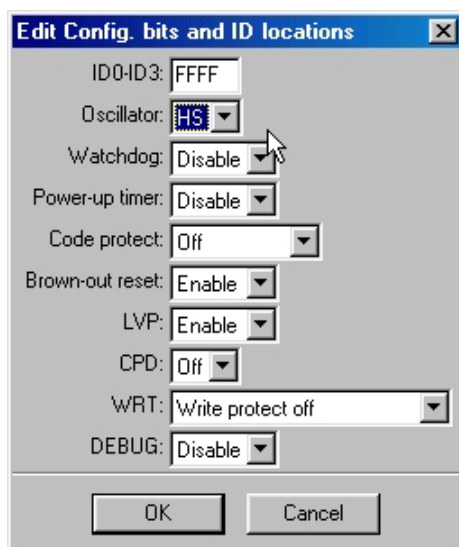 Edit Config. bits and ID locations
ID0-ID3: FFFF
Oscillator: HS
Watchdog: Disable
Power-up timer: Disable
Code protect: Off
Brown-out reset: Enable
LVP: Enable
CPD: Off
WRT: Write protect off
DEBUG: Disable
OK Cancel